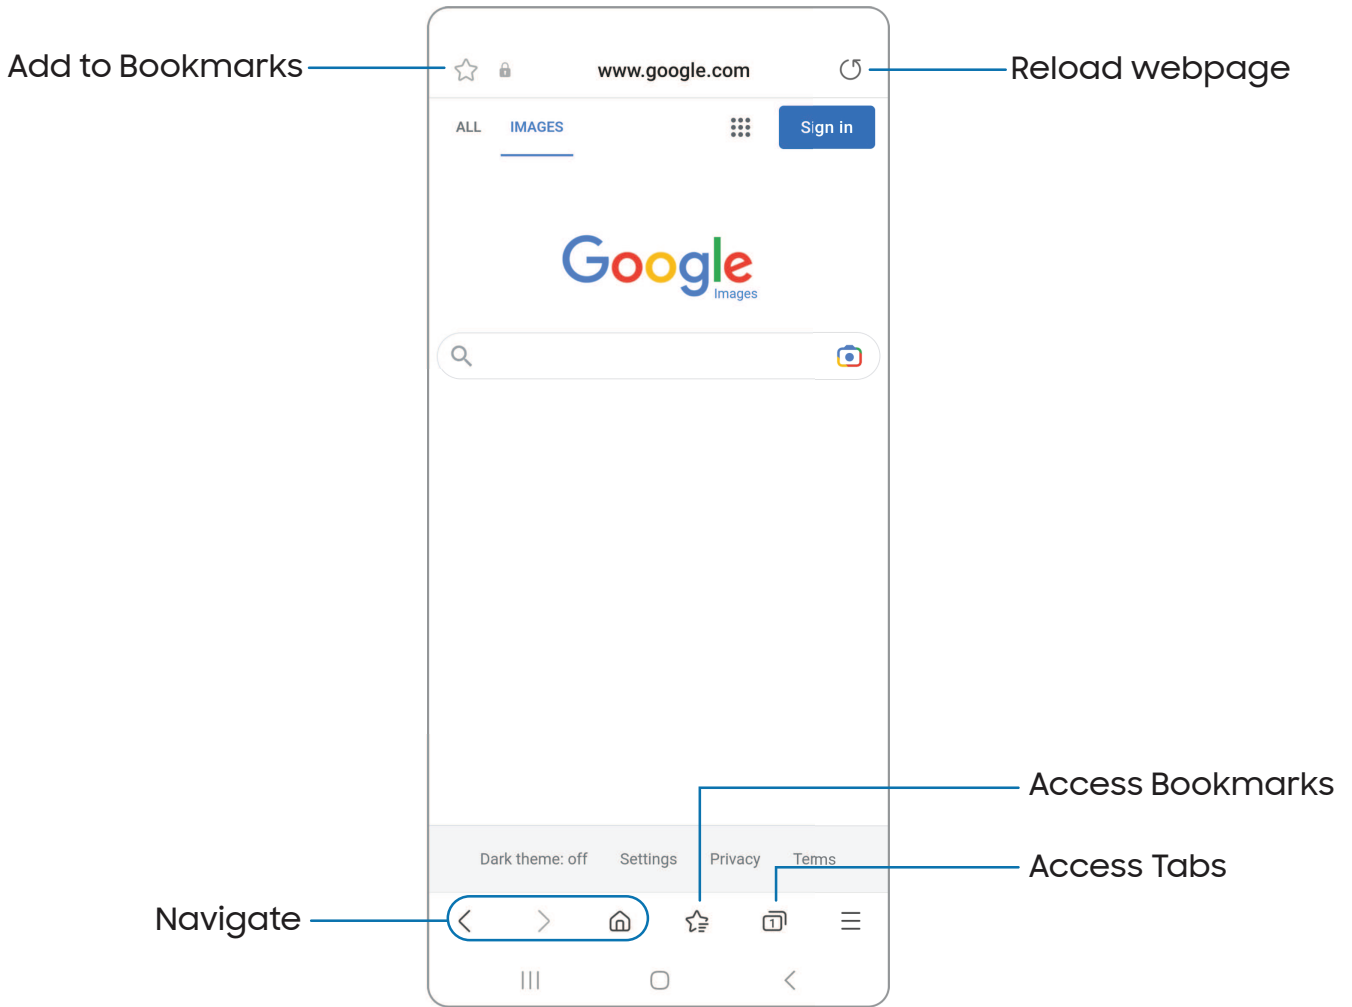 Add to Bookmarks
www.google.com
Reload webpage
ALL IMAGES
Sign in
Google
Images
Access Bookmarks
Dark theme: off Settings Privacy Terms
Access Tabs
Navigate
1